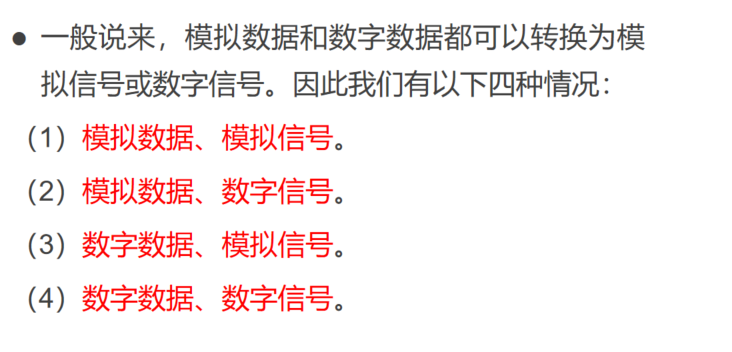 ● 一般说来，模拟数据和数字数据都可以转换为模
拟信号或数字信号。因此我们有以下四种情况：
（1）模拟数据、模拟信号。
（2）模拟数据、数字信号。
（3）数字数据、模拟信号。
（4）数字数据、数字信号。